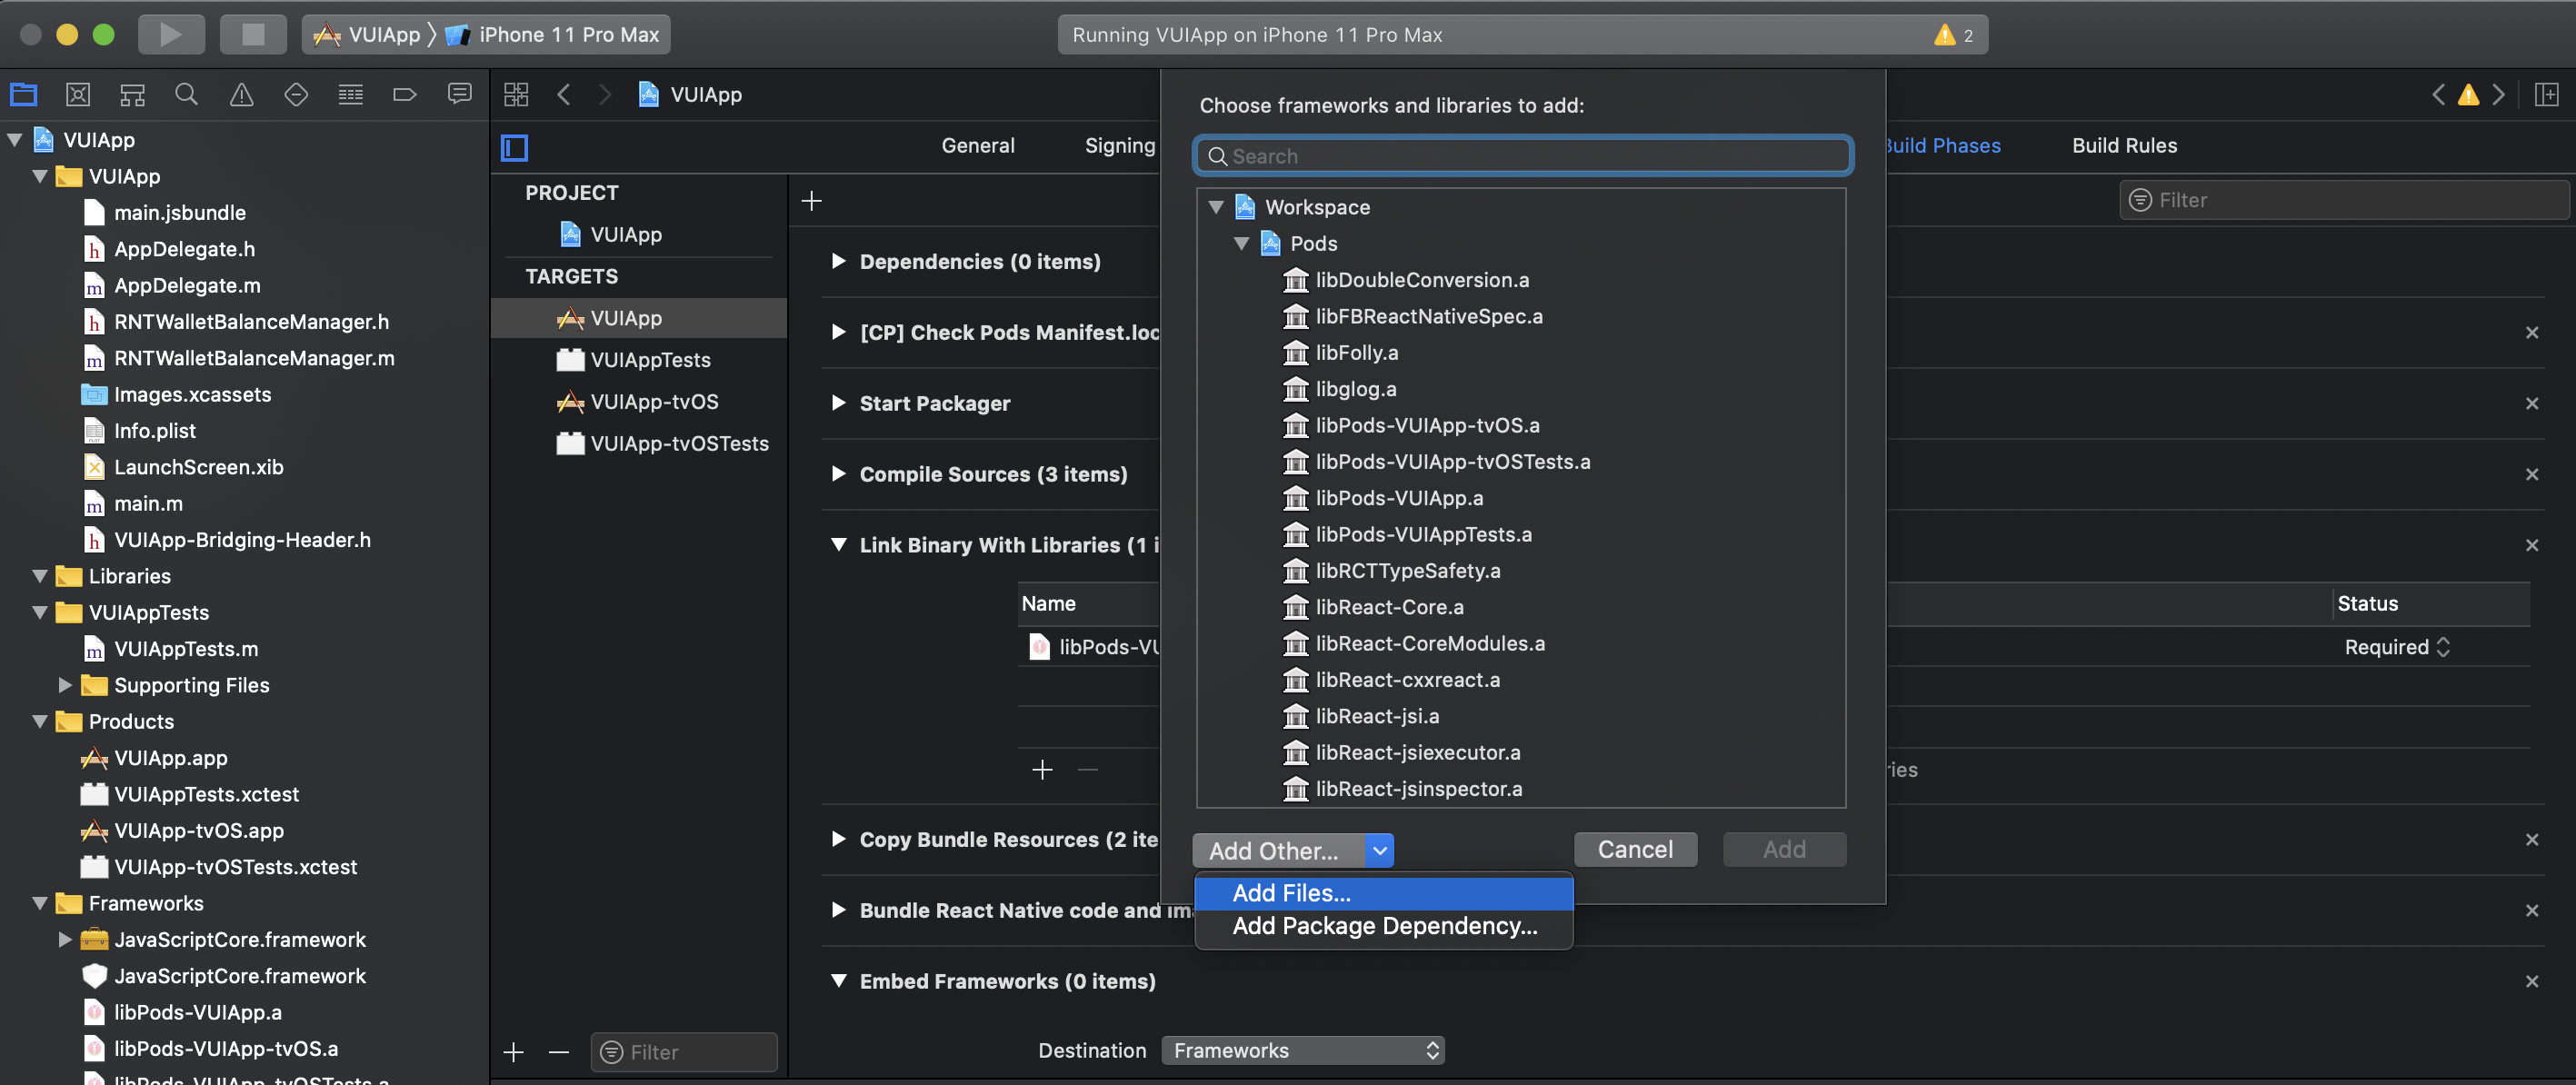 VUIApp
iPhone 11 Pro Max
Running VUIApp on iPhone 11 Pro Max
2
VUIApp
VUIApp
VUIApp
main.jsbundle
AppDelegate.h
AppDelegate.m
RNTWalletBalanceManager.h
RNTWalletBalanceManager.m
Images.xcassets
Info.plist
LaunchScreen.xib
main.m
VUIApp-Bridging-Header.h
Libraries
VUIAppTests
VUIAppTests.m
Supporting Files
Products
VUIApp.app
VUIAppTests.xctest
VUIApp-tvOS.app
VUIApp-tvOSTests.xctest
Frameworks
JavaScriptCore.framework
JavaScriptCore.framework
libPods-VUIApp.a
libPods-VUIApp-tvOS.a
libPods-VUIApp-tvOSTests.a
General
Signing
Build Phases
Build Rules
PROJECT
VUIApp
TARGETS
VUIApp
VUIAppTests
VUIApp-tvOS
VUIApp-tvOSTests
Filter
Filter
Dependencies (0 items)
[CP] Check Pods Manifest.loc
Start Packager
Compile Sources (3 items)
Link Binary With Libraries (1 i
Name
Status
libPods-VU
Required
ries
Copy Bundle Resources (2 ite
Bundle React Native code and ima
Embed Frameworks (0 items)
Destination
Frameworks
Choose frameworks and libraries to add:
Search
Workspace
Pods
libDoubleConversion.a
libFBReactNativeSpec.a
libFolly.a
libglog.a
libPods-VUIApp-tvOS.a
libPods-VUIApp-tvOSTests.a
libPods-VUIApp.a
libPods-VUIAppTests.a
libRCTTypeSafety.a
libReact-Core.a
libReact-CoreModules.a
libReact-cxxreact.a
libReact-jsi.a
libReact-jsiexecutor.a
libReact-jsinspector.a
Add Other...
Cancel
Add
Add Files...
Add Package Dependency...